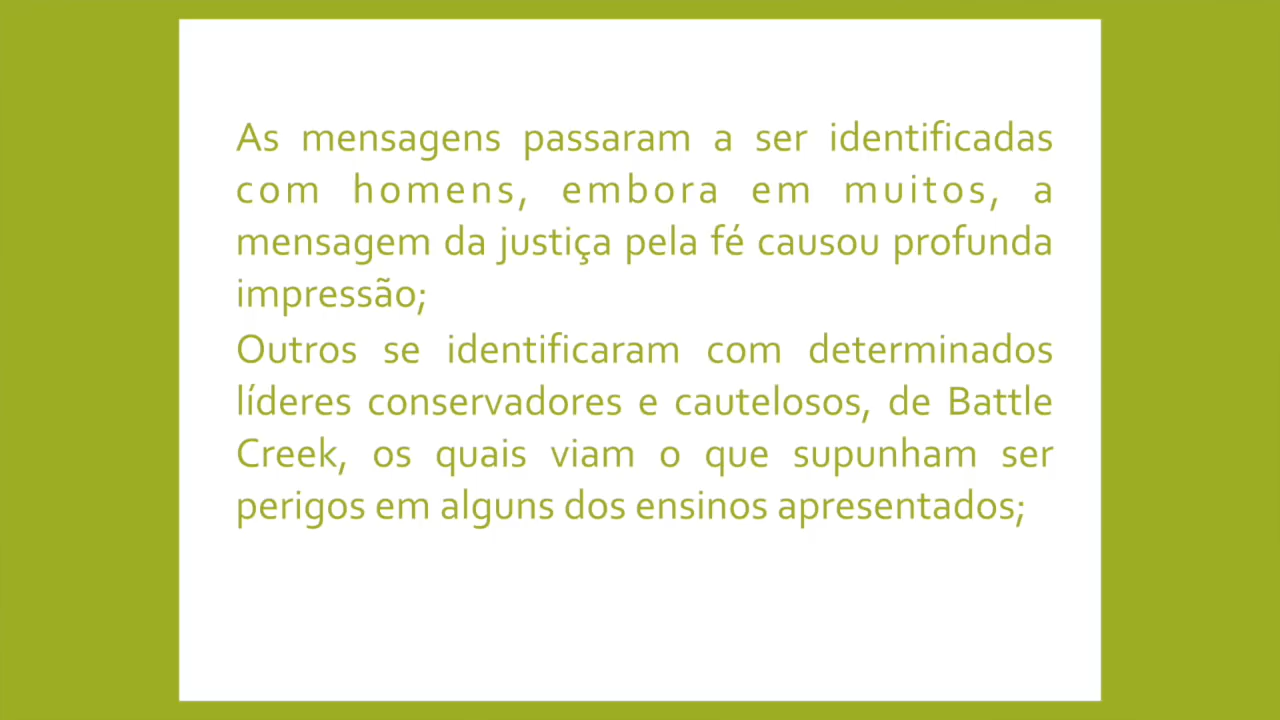 As mensagens passaram a ser identificadas
com homens, embora em muitos, a
mensagem da justiça pela fé causou profunda
impressão;
Outros se identificaram com determinados
líderes conservadores e cautelosos, de Battle
Creek, os quais viam o que supunham ser
perigos em alguns dos ensinos apresentados;